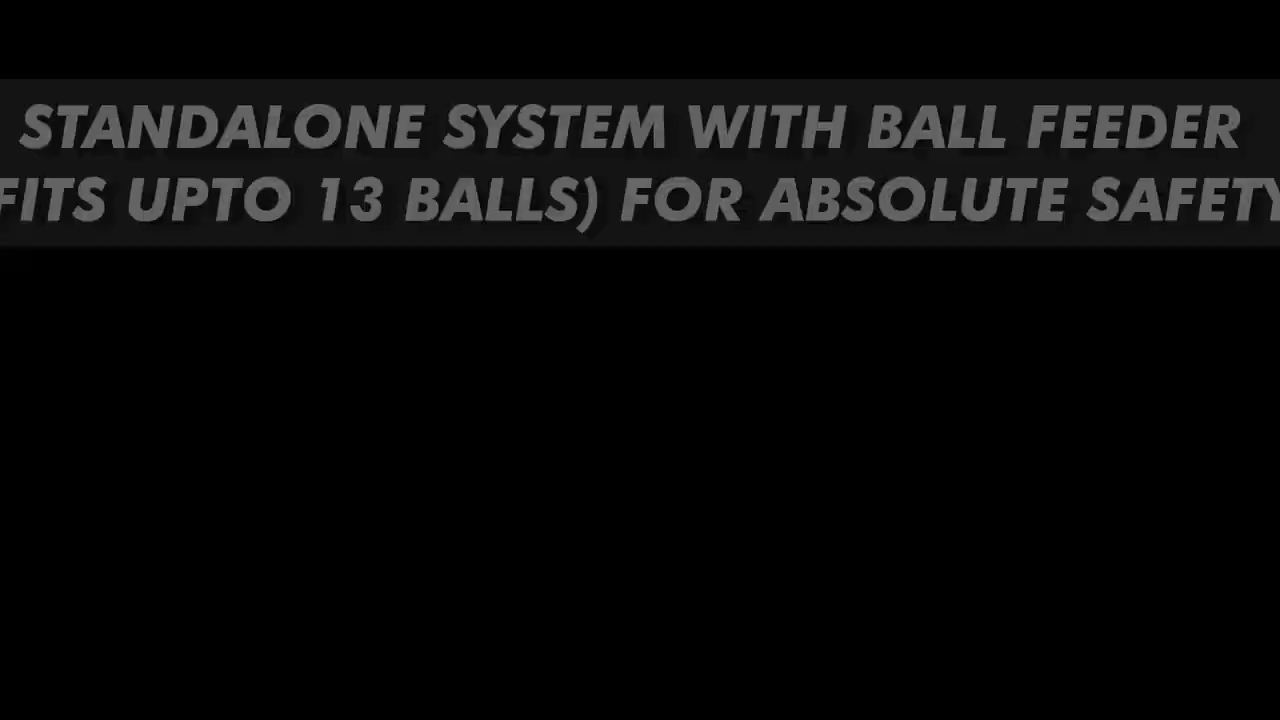 STANDALONE SYSTEM WITH BALL FEEDER
FITS UPTO 13 BALLS) FOR ABSOLUTE SAFETY